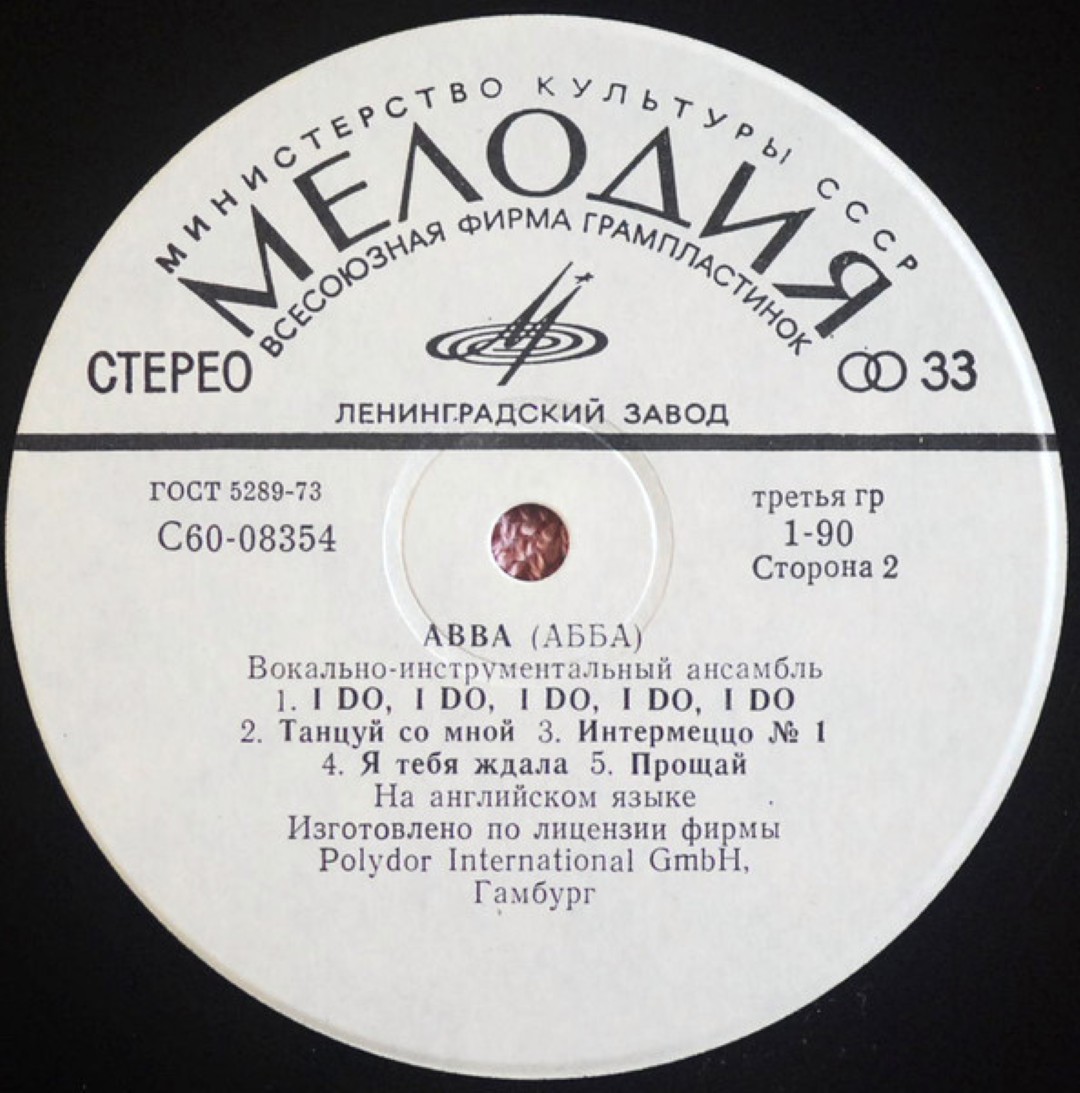 МИНИСТЕРСТВО КУЛЬТУРЫ СССР
МЕЛОДИЯ
ВСЕСОЮЗНАЯ ФИРМА ГРАМПЛАСТИНОК
СТЕРЕО
33
ЛЕНИНГРАДСКИЙ ЗАВОД
ГОСТ 5289-73
С60-08354
третья гр
1-90
Сторона 2
АВВА (АББА)
Вокально-инструментальный ансамбль
1. I DO, I DO, I DO, I DO, I DO
2. Танцуй со мной 3. Интермеццо № 1
4. Я тебя ждала 5. Прощай
На английском языке
Изготовлено по лицензии фирмы
Polydor International GmbH,
Гамбург